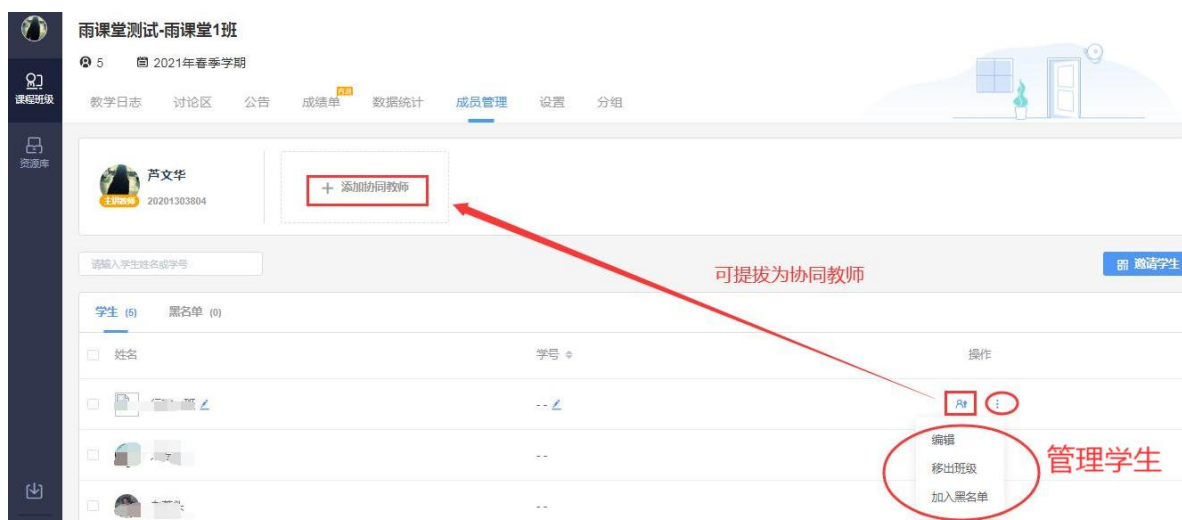 雨课堂测试-雨课堂1班
5 2021年春季学期
课程班级
教学日志 讨论区 公告 成绩单 数据统计 成员管理 设置 分组
资源库
芦文华
主讲教师 20201303804
+ 添加协同教师
请输入学生姓名或学号
可提拔为协同教师
邀请学生
学生 (5) 黑名单 (0)
姓名 学号 操作
--
编辑
--
移出班级
管理学生
加入黑名单
--